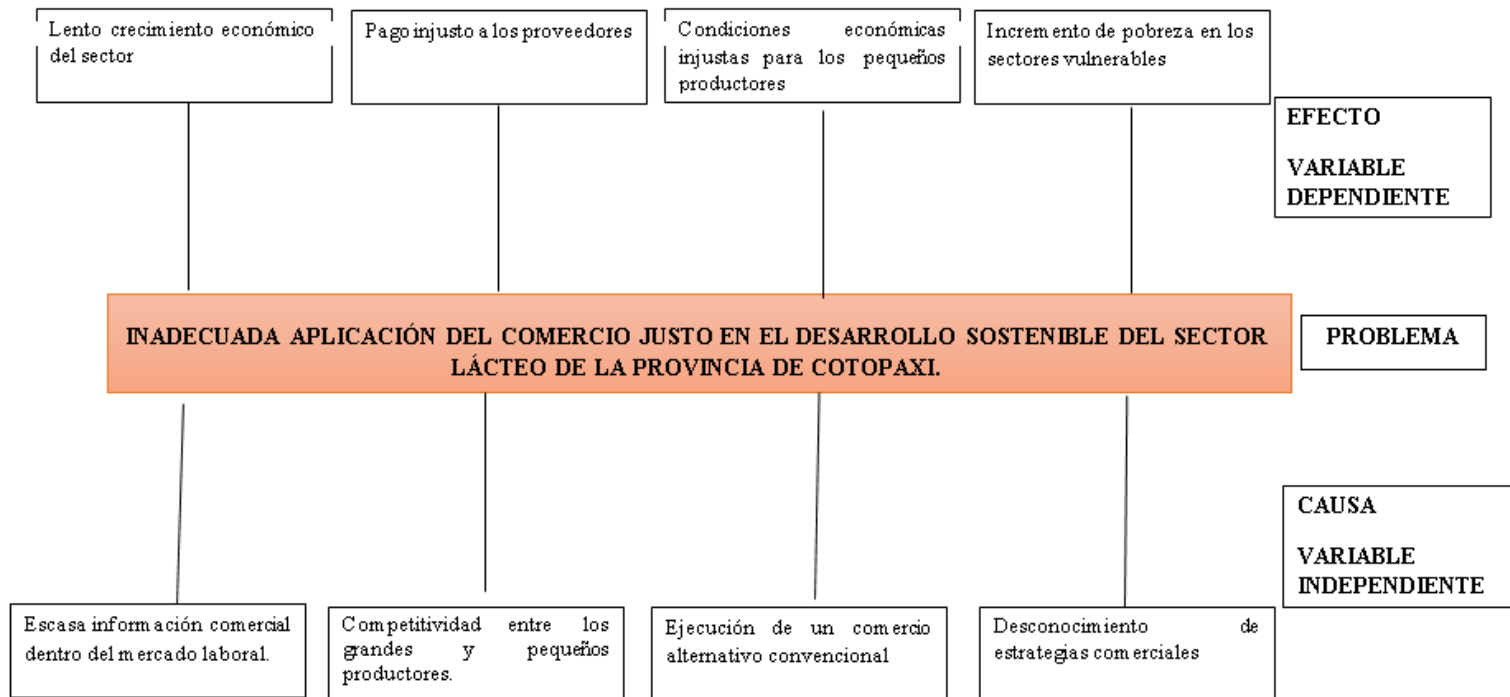 Lento crecimiento económico
del sector
Pago injusto a los proveedores
Condiciones económicas
injustas para los pequeños
productores
Incremento de pobreza en los
sectores vulnerables
EFECTO
VARIABLE
DEPENDIENTE
INADECUADA APLICACIÓN DEL COMERCIO JUSTO EN EL DESARROLLO SOSTENIBLE DEL SECTOR
LÁCTEO DE LA PROVINCIA DE COTOPAXI.
PROBLEMA
CAUSA
VARIABLE
INDEPENDIENTE
Escasa información comercial
dentro del mercado laboral.
Competitividad entre los
grandes y pequeños
productores.
Ejecución de un comercio
alternativo convencional
Desconocimiento de
estrategias comerciales